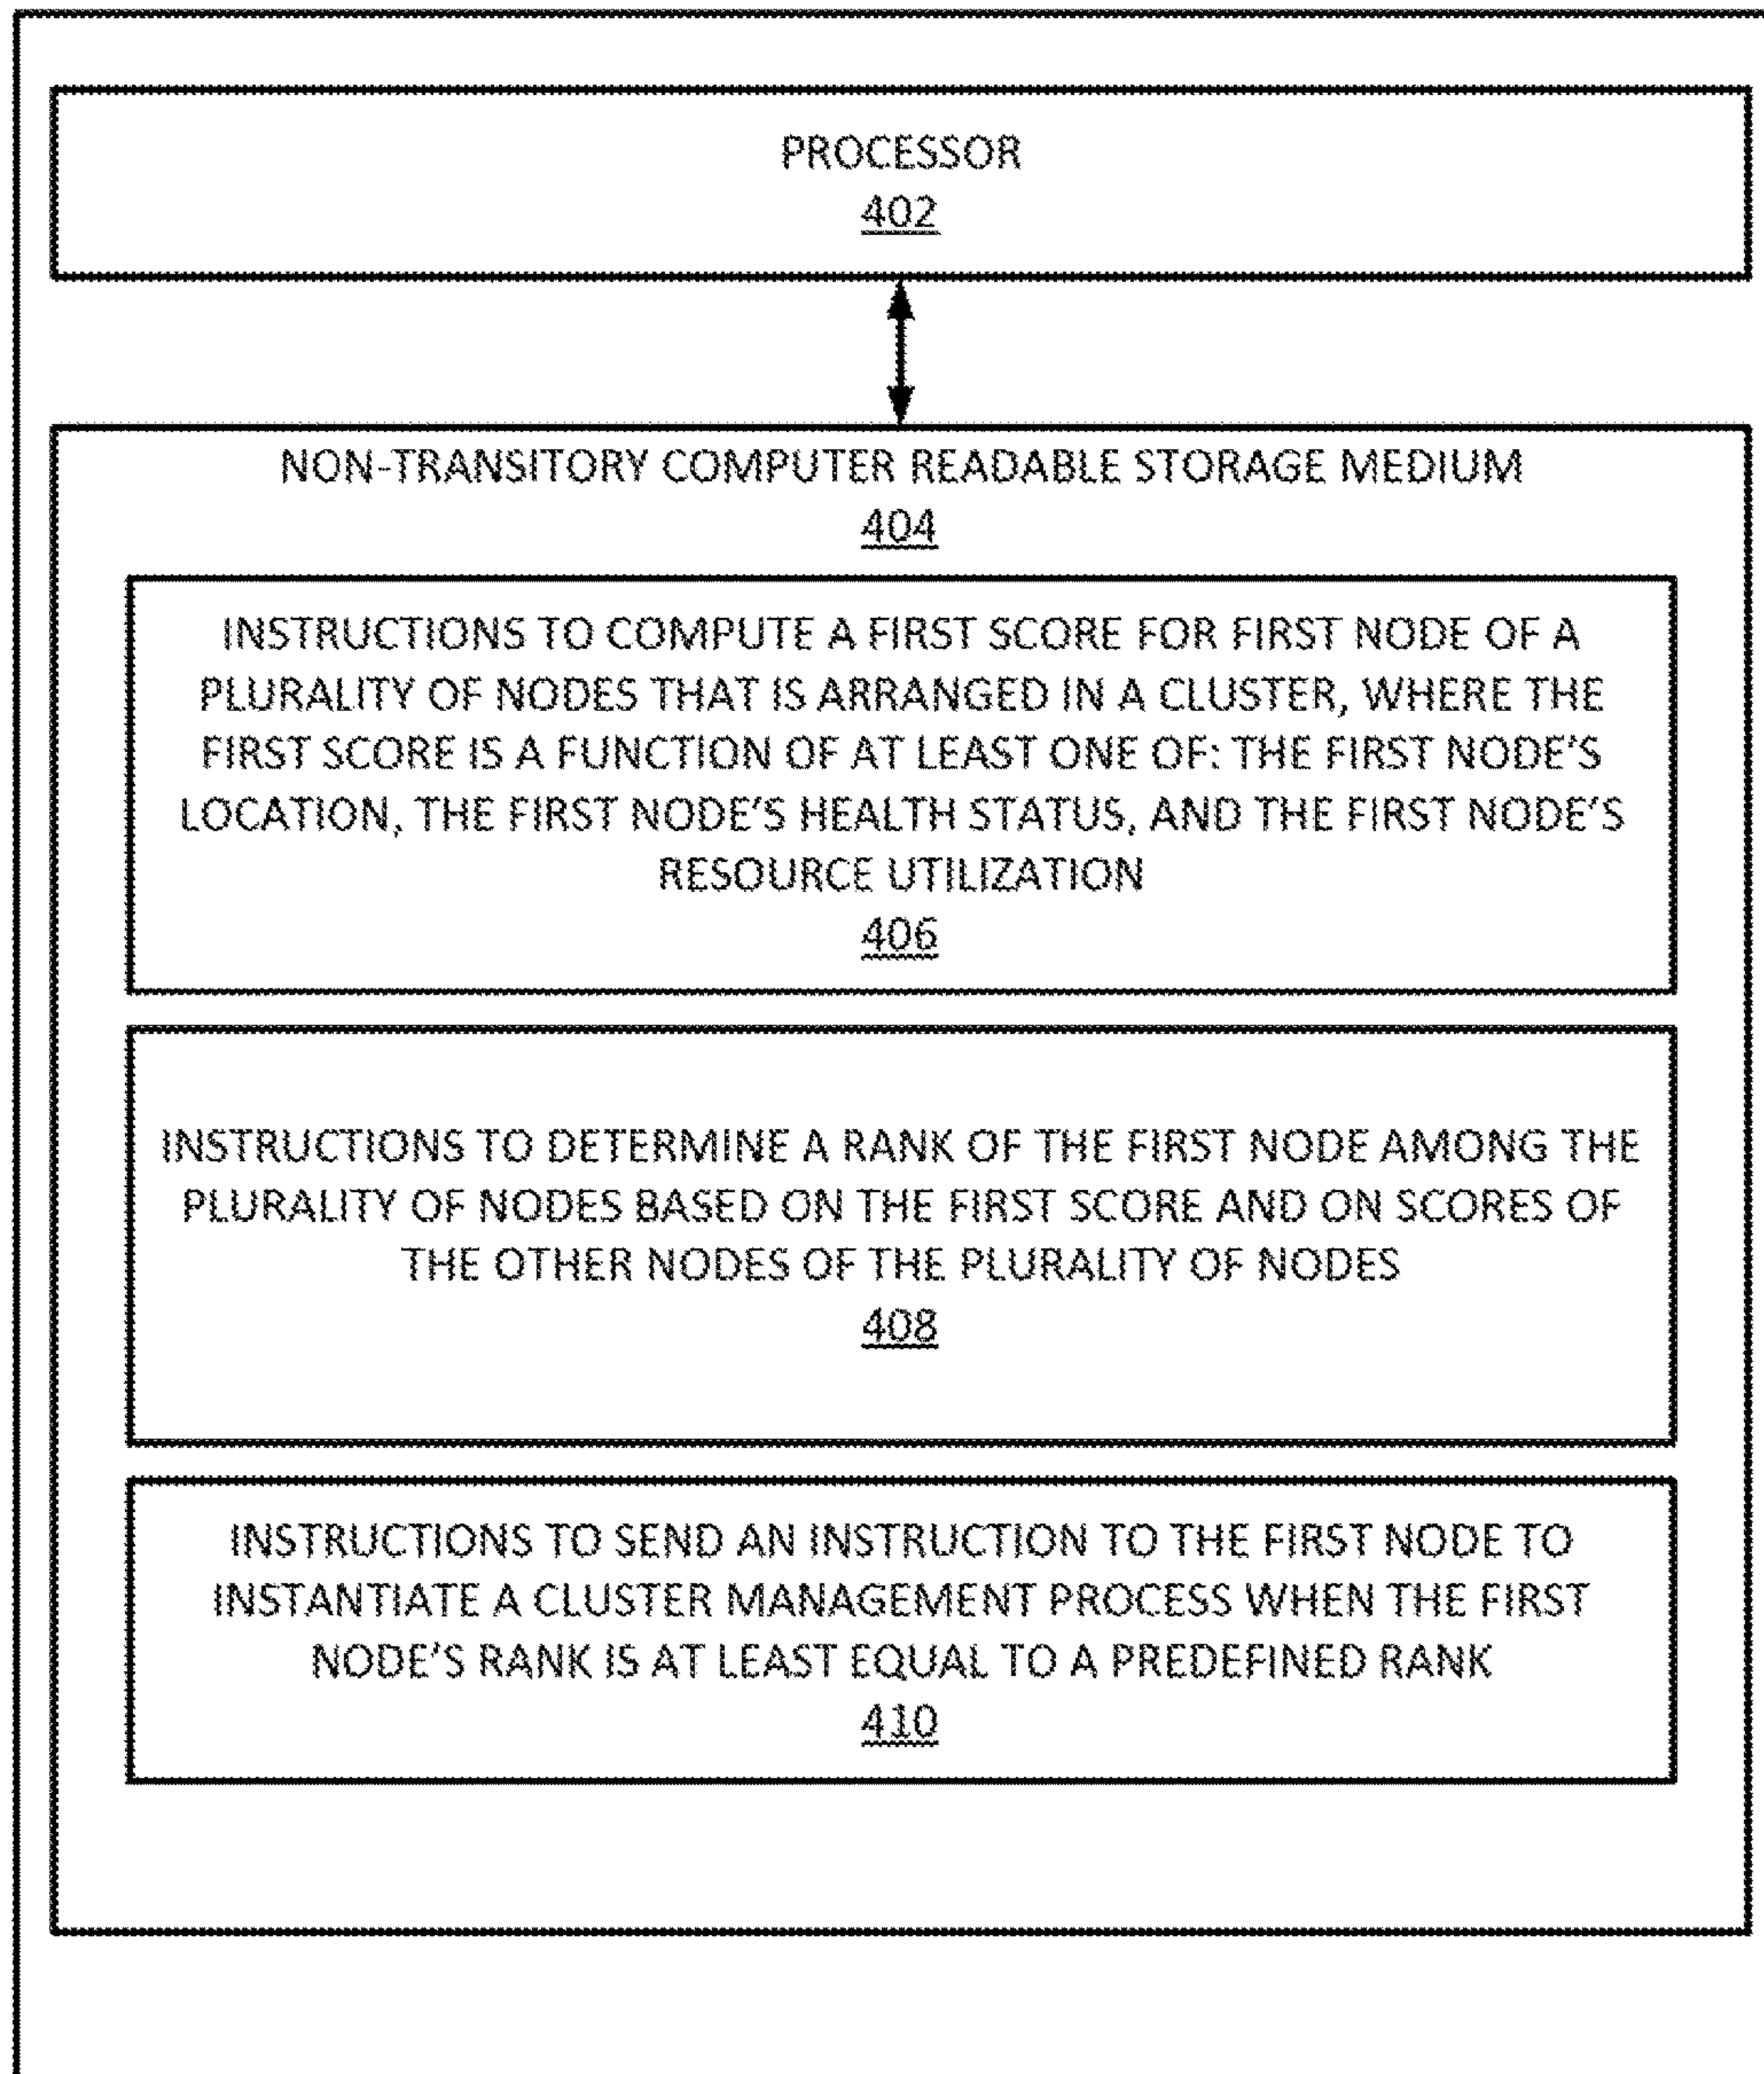 PROCESSOR
402
NON-TRANSITORY COMPUTER READABLE STORAGE MEDIUM
404
INSTRUCTIONS TO COMPUTE A FIRST SCORE FOR FIRST NODE OF A
PLURALITY OF NODES THAT IS ARRANGED IN A CLUSTER, WHERE THE
FIRST SCORE IS A FUNCTION OF AT LEAST ONE OF: THE FIRST NODE'S
LOCATION, THE FIRST NODE'S HEALTH STATUS, AND THE FIRST NODE'S
RESOURCE UTILIZATION
406
INSTRUCTIONS TO DETERMINE A RANK OF THE FIRST NODE AMONG THE
PLURALITY OF NODES BASED ON THE FIRST SCORE AND ON SCORES OF
THE OTHER NODES OF THE PLURALITY OF NODES
408
INSTRUCTIONS TO SEND AN INSTRUCTION TO THE FIRST NODE TO
INSTANTIATE A CLUSTER MANAGEMENT PROCESS WHEN THE FIRST
NODE'S RANK IS AT LEAST EQUAL TO A PREDEFINED RANK
410